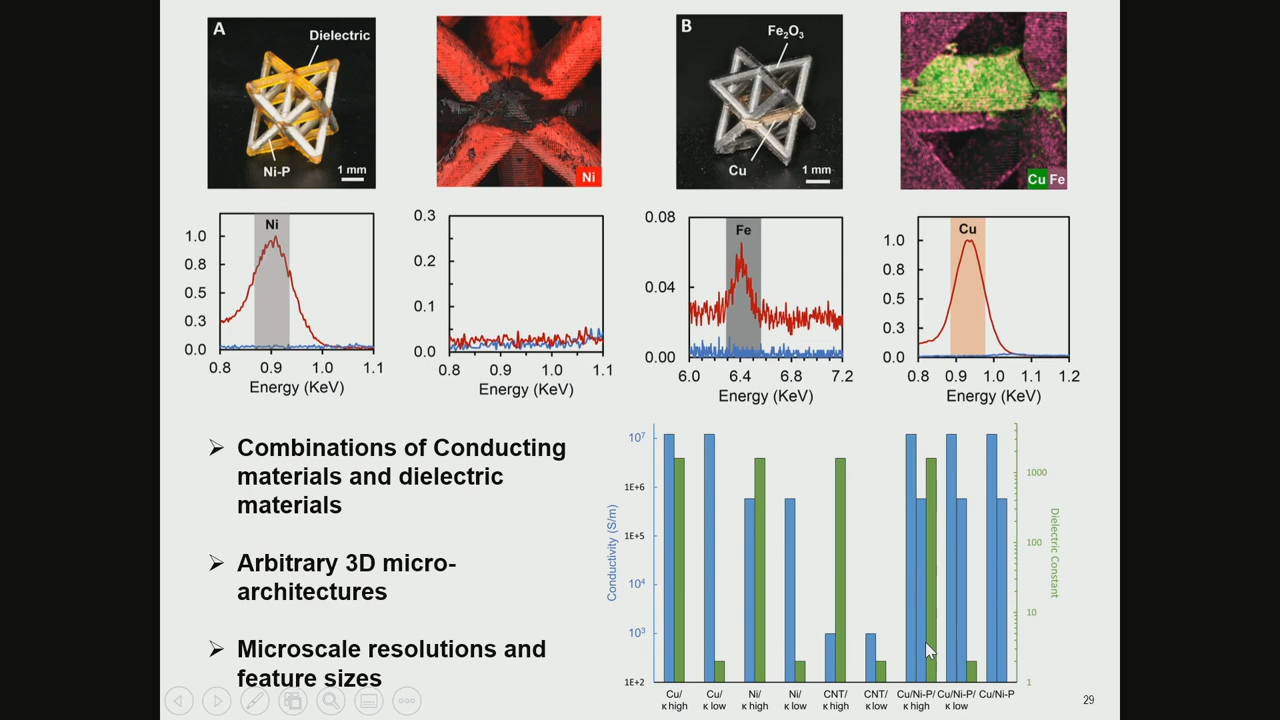 A
Dielectric
Ni-P
1 mm
Ni
B
Fe2O3
Cu
1 mm
Cu Fe
Ni
1.0
0.8
0.5
0.3
0.0
0.8 0.9 1.0 1.1
Energy (KeV)
0.3
0.2
0.1
0.0
0.8 0.9 1.0 1.1
Energy (KeV)
Fe
0.08
0.04
0.00
6.0 6.4 6.8 7.2
Energy (KeV)
Cu
1.0
0.8
0.5
0.3
0.0
0.8 0.9 1.0 1.1 1.2
Energy (KeV)
➢ Combinations of Conducting
materials and dielectric
materials
➢ Arbitrary 3D micro-
architectures
➢ Microscale resolutions and
feature sizes
Conductivity (S/m)
10⁷
1E+6
1E+5
10⁴
10³
1E+2
Dielectric Constant
1000
100
10
1
Cu/ Cu/ Ni/ Ni/ CNT/ CNT/ Cu/Ni-P/ Cu/Ni-P/ Cu/Ni-P
κ high κ low κ high κ low κ high κ low κ high κ low
29